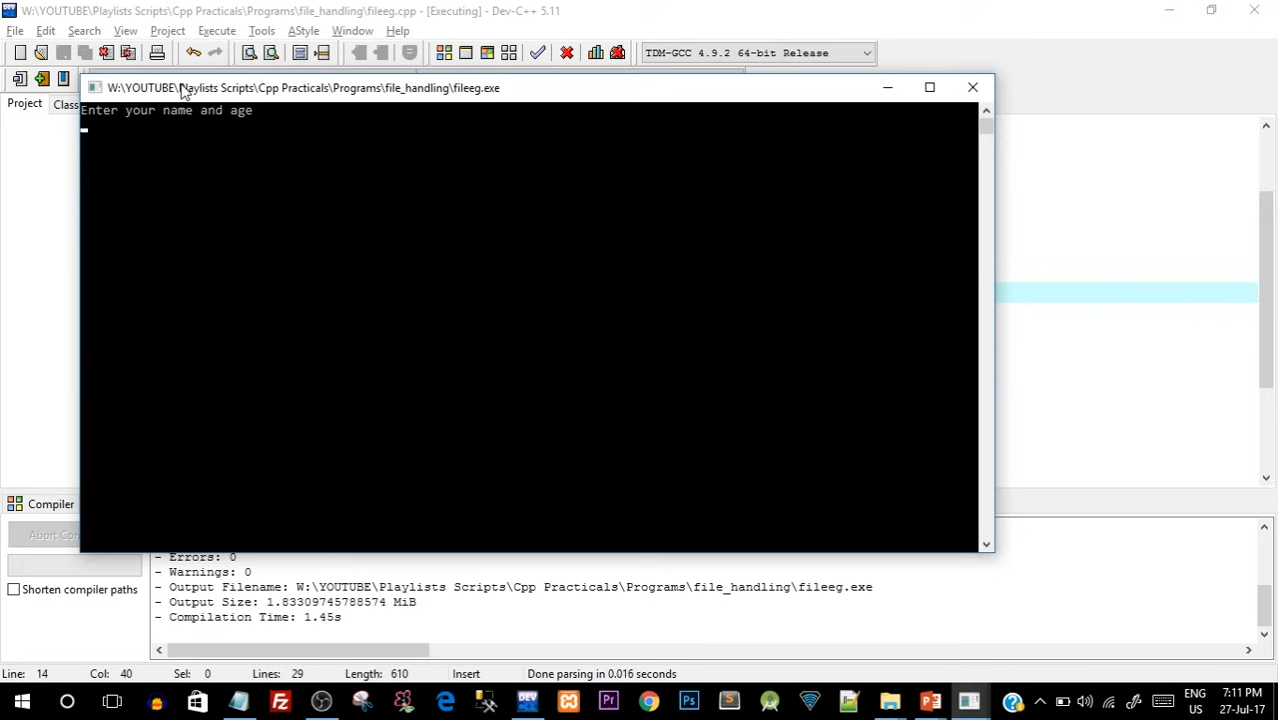 W:\YOUTUBE\Playlists Scripts\Cpp Practicals\Programs\file_handling\fileeg.cpp - [Executing] - Dev-C++ 5.11
File Edit Search View Project Execute Tools AStyle Window Help
TDM-GCC 4.9.2 64-bit Release
W:\YOUTUBE\Playlists Scripts\Cpp Practicals\Programs\file_handling\fileeg.exe
Project
Enter your name and age
Compiler
Abort
- Errors: 0
- Warnings: 0
- Output Filename: W:\YOUTUBE\Playlists Scripts\Cpp Practicals\Programs\file_handling\fileeg.exe
Shorten compiler paths
- Output Size: 1.83309745788574 MiB
- Compilation Time: 1.45s
Line: 14 Col: 40 Sel: 0 Lines: 29 Length: 610 Insert Done parsing in 0.016 seconds
ENG 7:11 PM
US 27-Jul-17